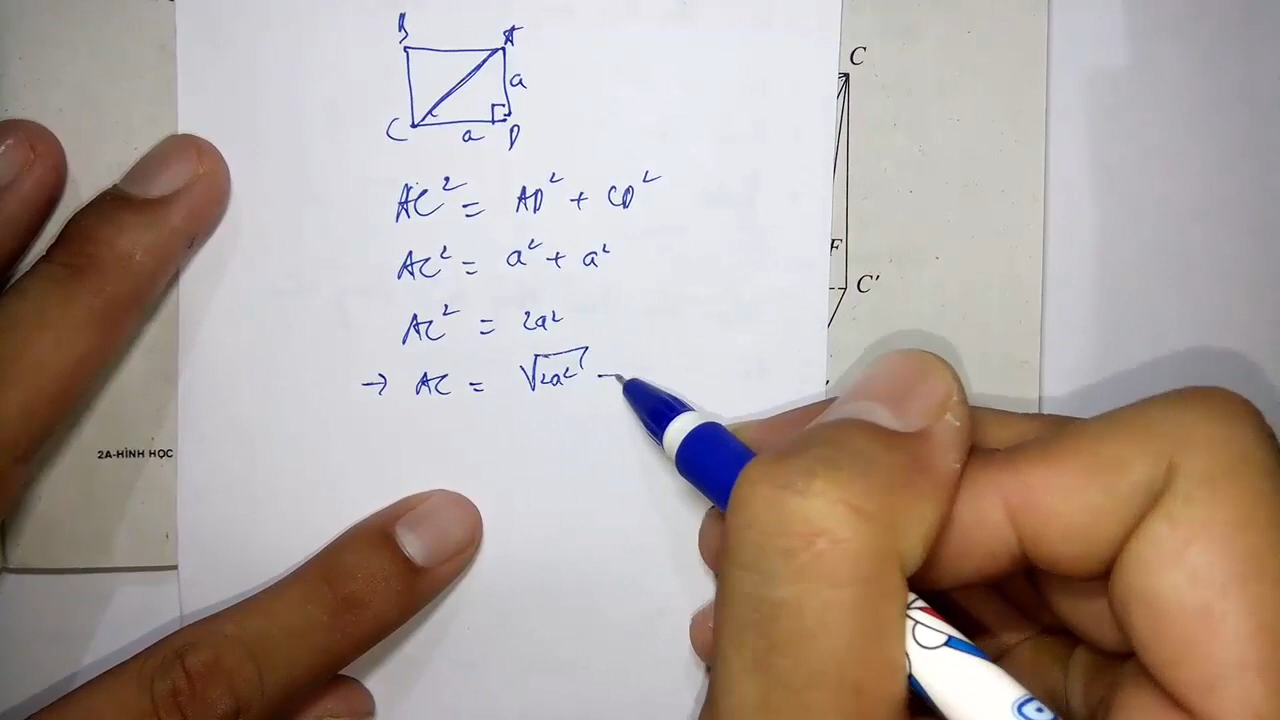 B A
a
C a D
AC² = AD² + CD²
AC² = a² + a²
AC² = 2a²
→ AC = √2a² –
2A-HÌNH HỌC
C
F
C'